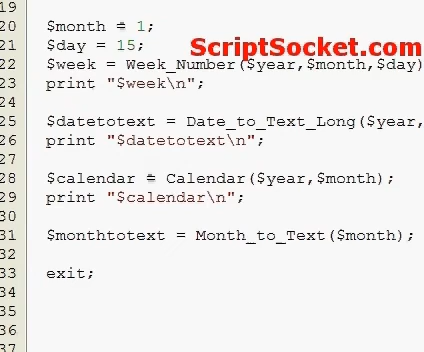 19
20 $month = 1;
21 $day = 15;
ScriptSocket.com
22 $week = Week_Number($year,$month,$day)
23 print "$week\n";
24
25 $datetotext = Date_to_Text_Long($year,
26 print "$datetotext\n";
27
28 $calendar = Calendar($year,$month);
29 print "$calendar\n";
30
31 $monthtotext = Month_to_Text($month);
32
33 exit;
34
35
36
37